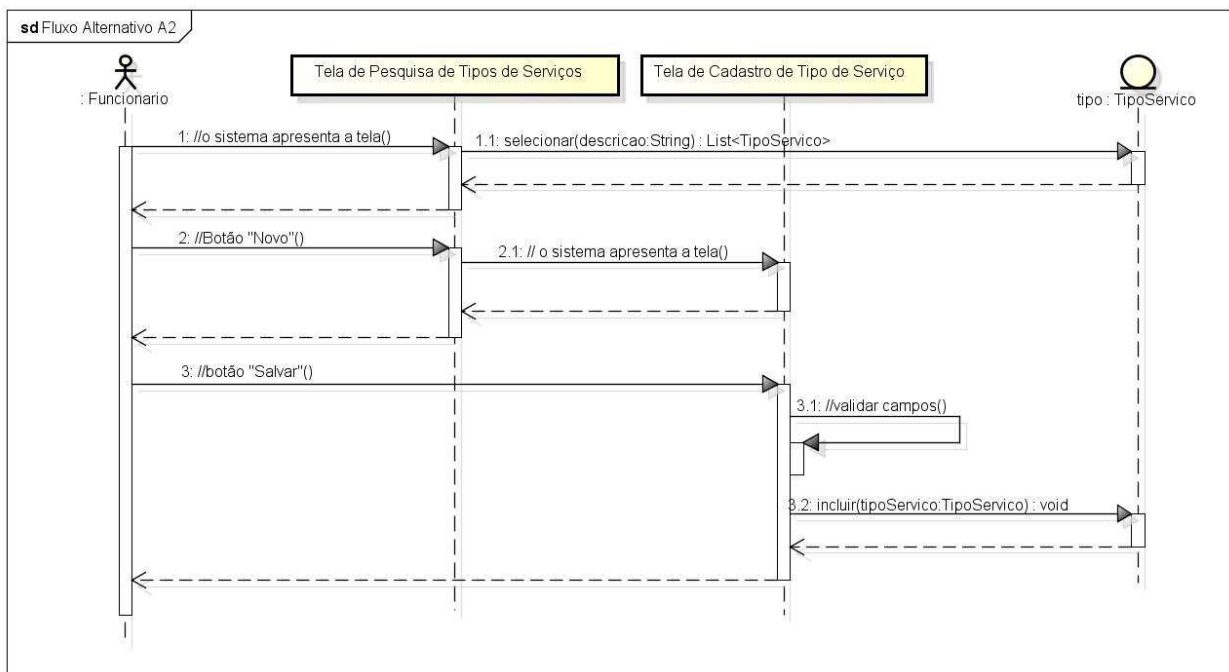 sd Fluxo Alternativo A2
: Funcionario
Tela de Pesquisa de Tipos de Serviços
Tela de Cadastro de Tipo de Serviço
tipo : TipoServico
1: //o sistema apresenta a tela()
1.1: selecionar(descricao:String) : List<TipoServico>
2: //Botão "Novo"()
2.1: // o sistema apresenta a tela()
3: //botão "Salvar"()
3.1: //validar campos()
3.2: incluir(tipoServico:TipoServico) : void